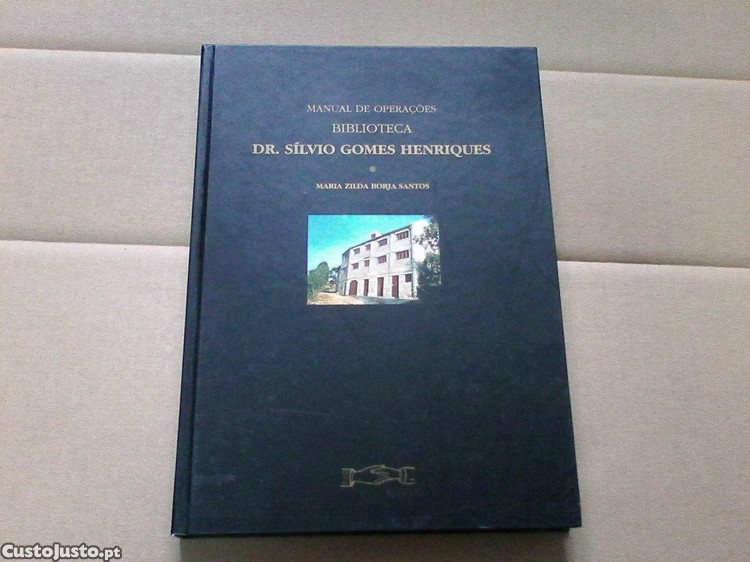 MANUAL DE OPERAÇÕES
BIBLIOTECA
DR. SÍLVIO GOMES HENRIQUES
MARIA ZILDA BORJA SANTOS
CustoJusto.pt